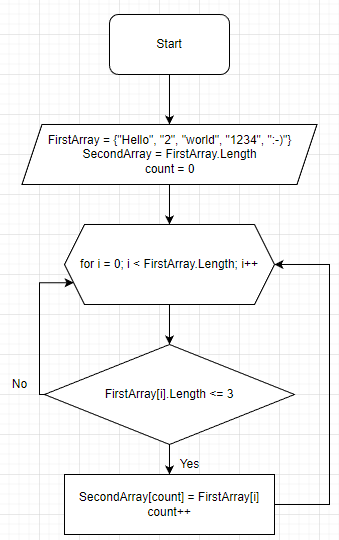 Start
FirstArray = {"Hello", "2", "world", "1234", ":-)"}
SecondArray = FirstArray.Length
count = 0
for i = 0; i < FirstArray.Length; i++
FirstArray[i].Length <= 3
No
Yes
SecondArray[count] = FirstArray[i]
count++